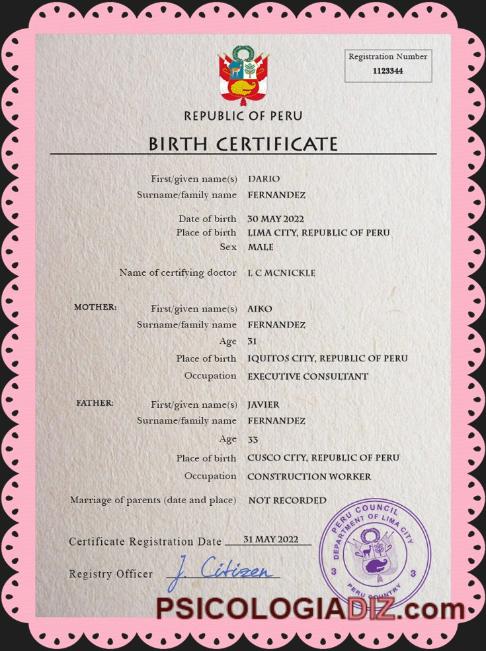 Registration Number
1123344
REPUBLIC OF PERU
BIRTH CERTIFICATE
First/given name(s) DARIO
Surname/family name FERNANDEZ
Date of birth 30 MAY 2022
Place of birth LIMA CITY, REPUBLIC OF PERU
Sex MALE
Name of certifying doctor L C MCNICKLE
MOTHER: First/given name(s) AIKO
Surname/family name FERNANDEZ
Age 31
Place of birth IQUITOS CITY, REPUBLIC OF PERU
Occupation EXECUTIVE CONSULTANT
FATHER: First/given name(s) JAVIER
Surname/family name FERNANDEZ
Age 33
Place of birth CUSCO CITY, REPUBLIC OF PERU
Occupation CONSTRUCTION WORKER
Marriage of parents (date and place) NOT RECORDED
Certificate Registration Date 31 MAY 2022
Registry Officer J. Citizen
PERU COUNCIL
DEPARTMENT OF LIMA CITY
3 3
PERU COUNTRY
PSICOLOGIADIZ.com